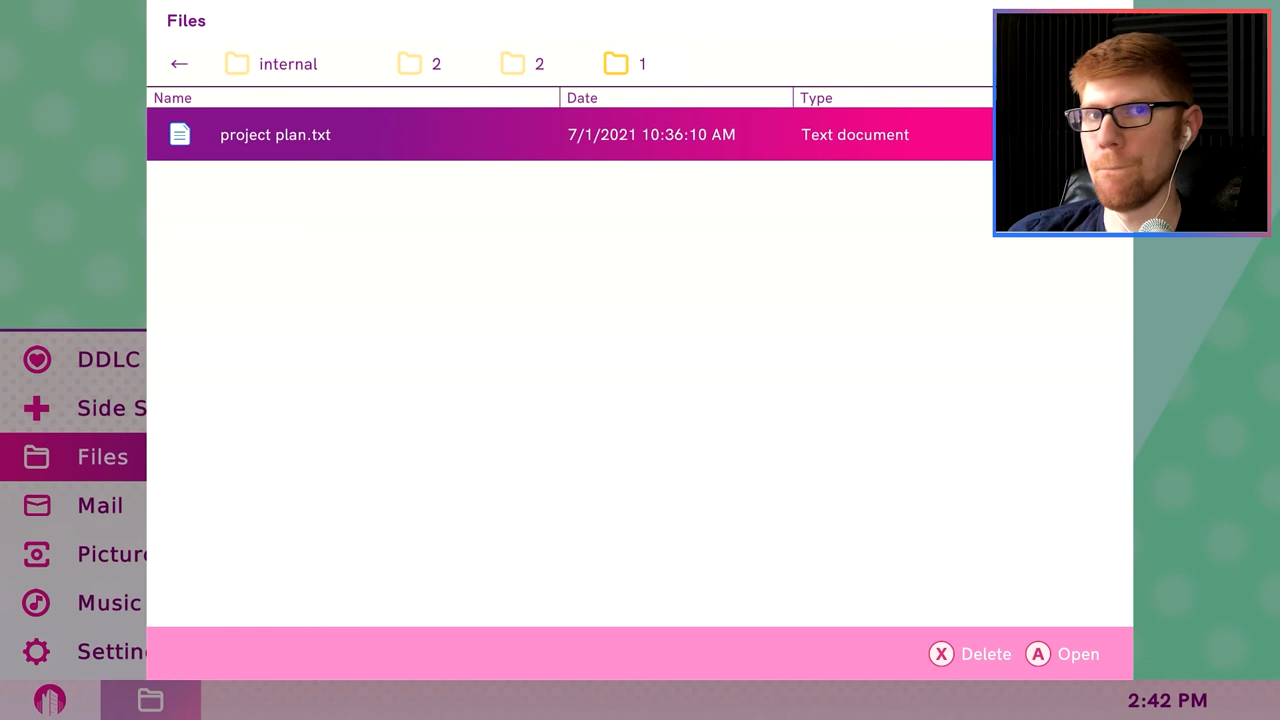 Files
← internal 2 2 1
Name Date Type
project plan.txt 7/1/2021 10:36:10 AM Text document
DDLC
Side S
Files
Mail
Picture
Music
Settin
X Delete A Open
2:42 PM